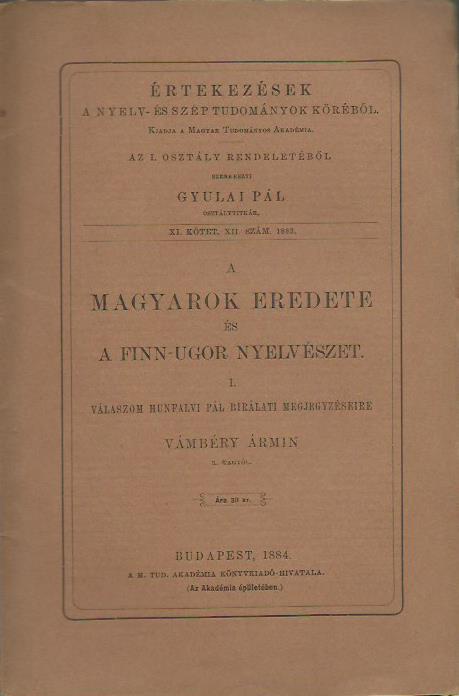 ÉRTEKEZÉSEK
A NYELV- ÉS SZÉPTUDOMÁNYOK KÖRÉBŐL.
KIADJA A MAGYAR TUDOMÁNYOS AKADÉMIA.
AZ I. OSZTÁLY RENDELETÉBŐL
SZERKESZTI
GYULAI PÁL
OSZTÁLYTITKÁR.
XI. KÖTET. XII. SZÁM. 1883.
A
MAGYAROK EREDETE
ÉS
A FINN-UGOR NYELVÉSZET.
I.
VÁLASZOM HUNFALVI PÁL BIRÁLATI MEGJEGYZÉSEIRE
VÁMBÉRY ÁRMIN
R. TAGTÓL.
Ára 30 kr.
BUDAPEST, 1884.
A M. TUD. AKADÉMIA KÖNYVKIADÓ-HIVATALA.
(Az Akadémia épületében.)